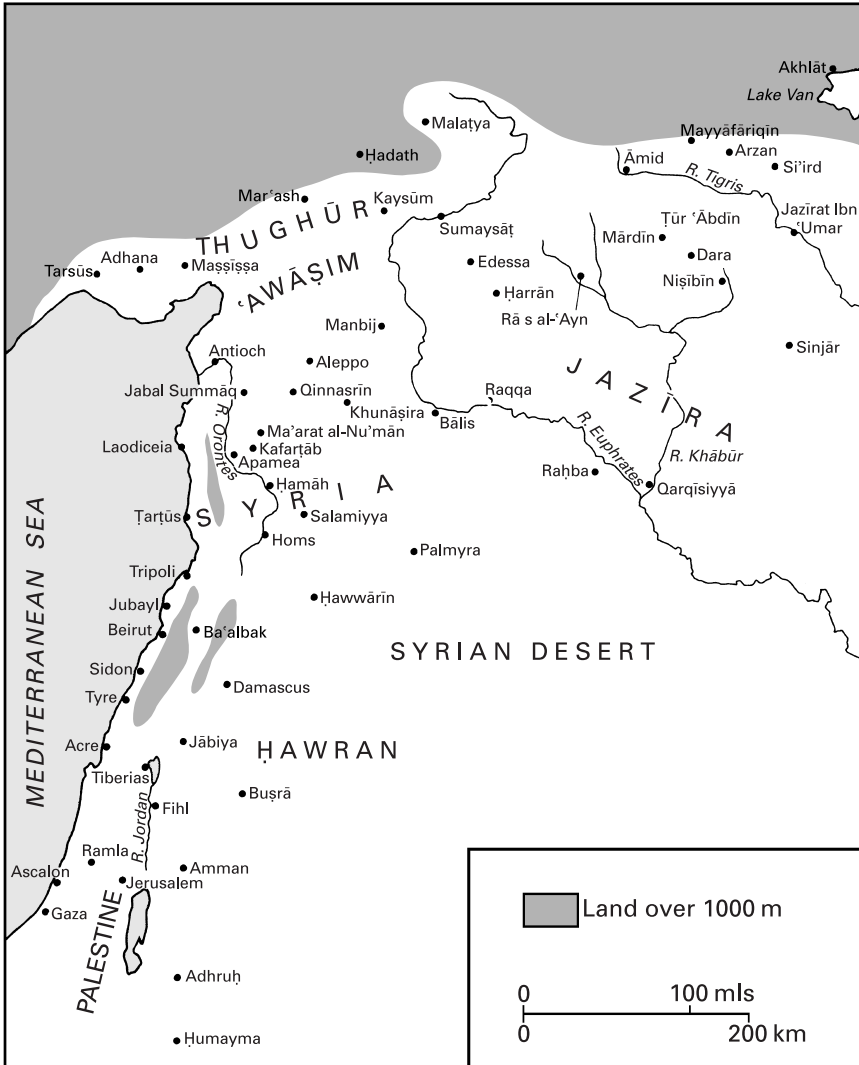 Akhlāt
Lake Van
Malaṭya
Mayyāfāriqīn
Ḥadath
Āmid
Arzan
Si'ird
R. Tigris
Mar‘ash
Kaysūm
THUGHŪR
Sumaysāṭ
Ṭūr ‘Ābdīn
Jazīrat Ibn
‘Umar
Mārdīn
Dara
Tarsūs
Adhana
Maṣṣīṣṣa
‘AWĀṢIM
Edessa
Ḥarrān
Niṣībīn
Rā s al-‘Ayn
Manbij
Sinjār
Antioch
Aleppo
JAZĪRA
Jabal Summāq
Qinnasrīn
Raqqa
Khunāṣira
Bālis
R. Orontes
Ma'arat al-Nu'mān
R. Euphrates
Laodiceia
Kafarṭāb
Apamea
R. Khābūr
Raḥba
Ḥamāh
Qarqīsiyyā
SYRIA
Ṭarṭūs
Salamiyya
Homs
Palmyra
MEDITERRANEAN SEA
Tripoli
Jubayl
Ḥawwārīn
Beirut
Ba‘albak
SYRIAN DESERT
Sidon
Damascus
Tyre
Acre
Jābiya
ḤAWRAN
Tiberias
Buṣrā
Fihl
R. Jordan
Ramla
Amman
Ascalon
Jerusalem
Gaza
PALESTINE
Adhruḥ
Ḥumayma
Land over 1000 m
0 100 mls
0 200 km